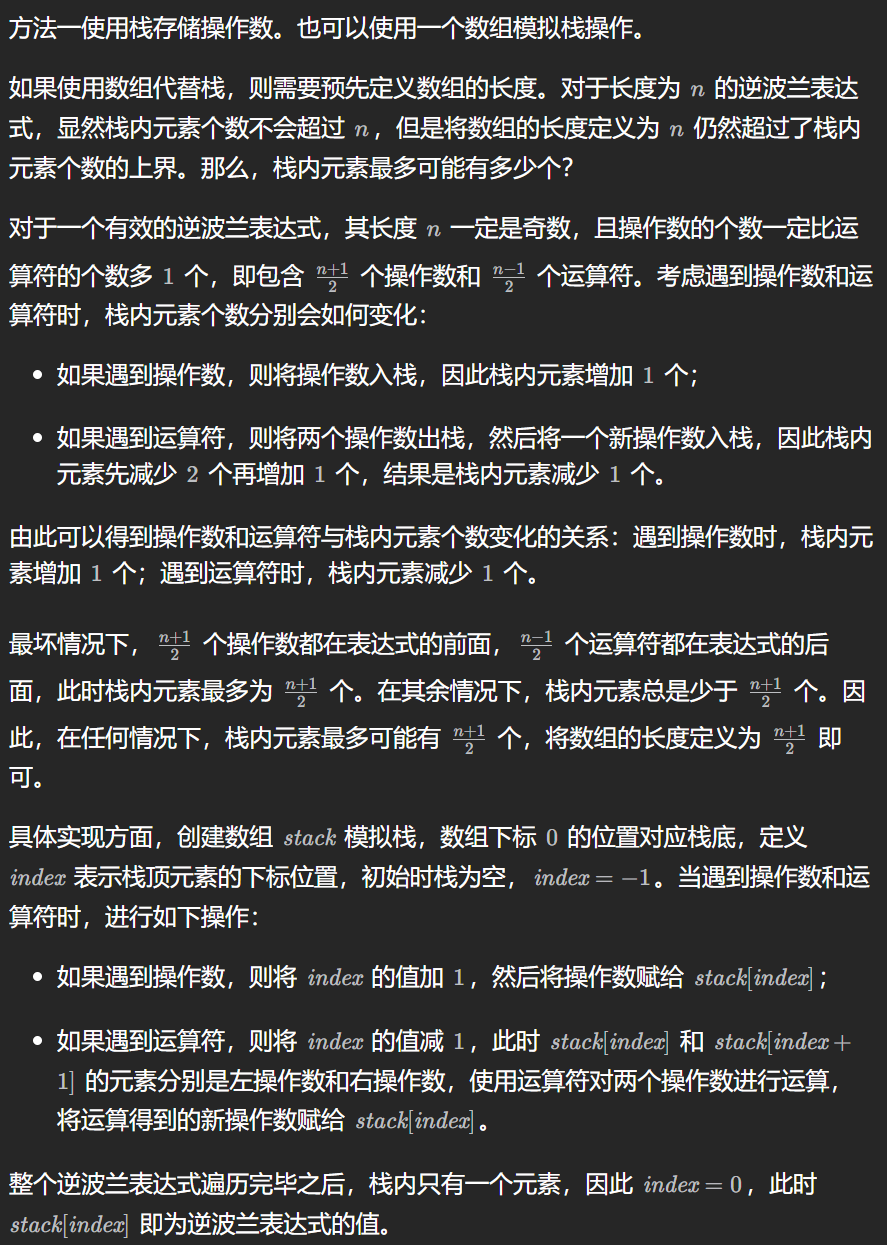 方法一使用栈存储操作数。也可以使用一个数组模拟栈操作。
如果使用数组代替栈，则需要预先定义数组的长度。对于长度为 n 的逆波兰表达
式，显然栈内元素个数不会超过 n，但是将数组的长度定义为 n 仍然超过了栈内
元素个数的上界。那么，栈内元素最多可能有多少个？
对于一个有效的逆波兰表达式，其长度 n 一定是奇数，且操作数的个数一定比运
算符的个数多 1 个，即包含 \frac{n+1}{2} 个操作数和 \frac{n-1}{2} 个运算符。考虑遇到操作数和运
算符时，栈内元素个数分别会如何变化：
• 如果遇到操作数，则将操作数入栈，因此栈内元素增加 1 个；
• 如果遇到运算符，则将两个操作数出栈，然后将一个新操作数入栈，因此栈内
元素先减少 2 个再增加 1 个，结果是栈内元素减少 1 个。
由此可以得到操作数和运算符与栈内元素个数变化的关系：遇到操作数时，栈内元
素增加 1 个；遇到运算符时，栈内元素减少 1 个。
最坏情况下， \frac{n+1}{2} 个操作数都在表达式的前面， \frac{n-1}{2} 个运算符都在表达式的后
面，此时栈内元素最多为 \frac{n+1}{2} 个。在其余情况下，栈内元素总是少于 \frac{n+1}{2} 个。因
此，在任何情况下，栈内元素最多可能有 \frac{n+1}{2} 个，将数组的长度定义为 \frac{n+1}{2} 即
可。
具体实现方面，创建数组 stack 模拟栈，数组下标 0 的位置对应栈底，定义
index 表示栈顶元素的下标位置，初始时栈为空， index = −1。当遇到操作数和运
算符时，进行如下操作：
• 如果遇到操作数，则将 index 的值加 1，然后将操作数赋给 stack[index]；
• 如果遇到运算符，则将 index 的值减 1，此时 stack[index] 和 stack[index +
1] 的元素分别是左操作数和右操作数，使用运算符对两个操作数进行运算，
将运算得到的新操作数赋给 stack[index]。
整个逆波兰表达式遍历完毕之后，栈内只有一个元素，因此 index = 0，此时
stack[index] 即为逆波兰表达式的值。